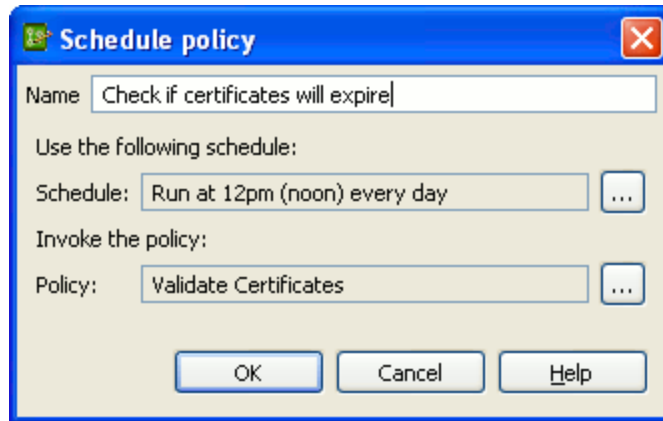 Schedule policy
Name Check if certificates will expire
Use the following schedule:
Schedule: Run at 12pm (noon) every day ...
Invoke the policy:
Policy: Validate Certificates ...
OK Cancel Help